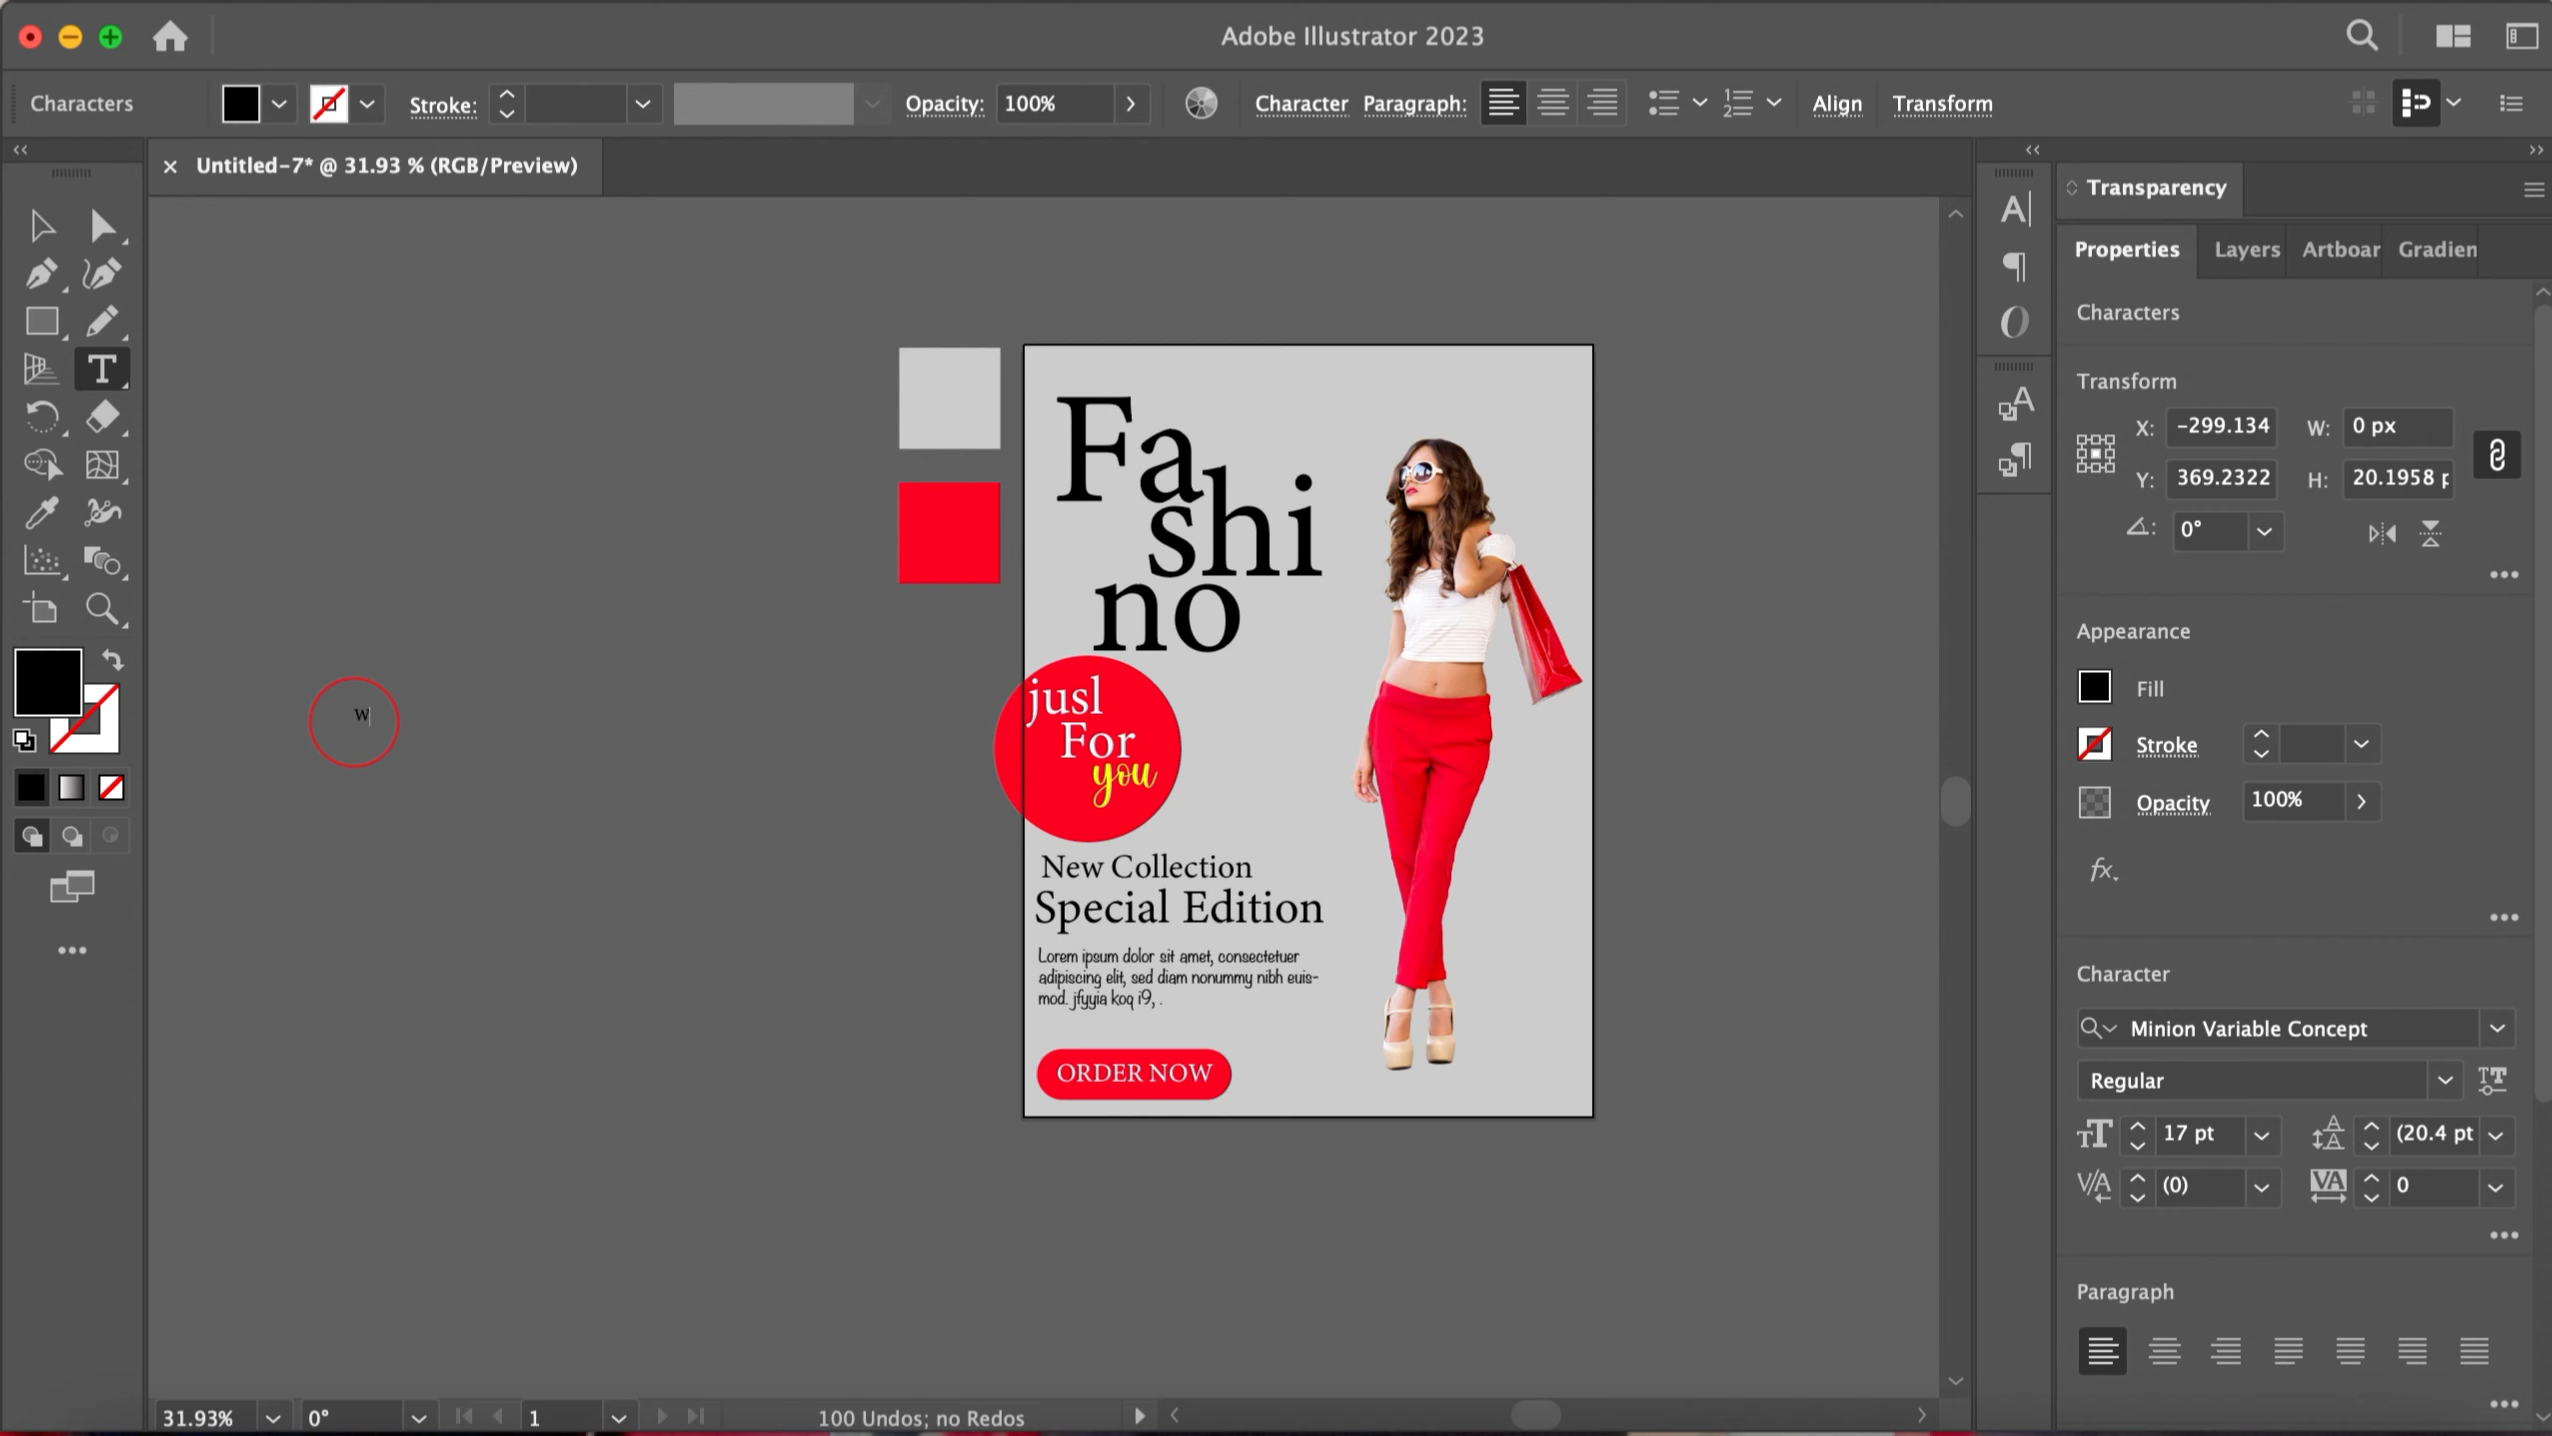 Adobe Illustrator 2023
Characters
Stroke:
Opacity:
100%
Character
Paragraph:
Align
Transform
Untitled-7* @ 31.93 % (RGB/Preview)
Transparency
Properties
Layers
Artboar
Gradien
Characters
Transform
X:
-299.134
W:
0 px
Y:
369.2322
H:
20.1958 p
0°
Appearance
Fill
Stroke
Opacity
100%
fx
Character
Minion Variable Concept
Regular
17 pt
(20.4 pt
(0)
0
Paragraph
Fa
shi
no
jusl
For
you
w
New Collection
Special Edition
Lorem ipsum dolor sit amet, consectetuer
adipiscing elit, sed diam nonummy nibh euis-
mod. jfyyia koq i9, .
ORDER NOW
31.93%
0°
1
100 Undos; no Redos